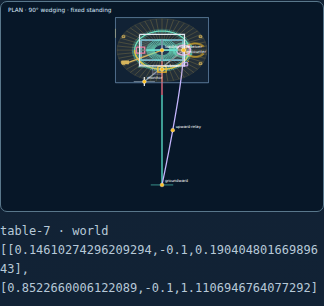 PLAN · 90° wedging · fixed standing
upward relay
groundward
table-7 · world
[[0.14610274296209294,-0.1,0.190404801669896
43],
[0.8522660006122089,-0.1,1.1106946764077292]